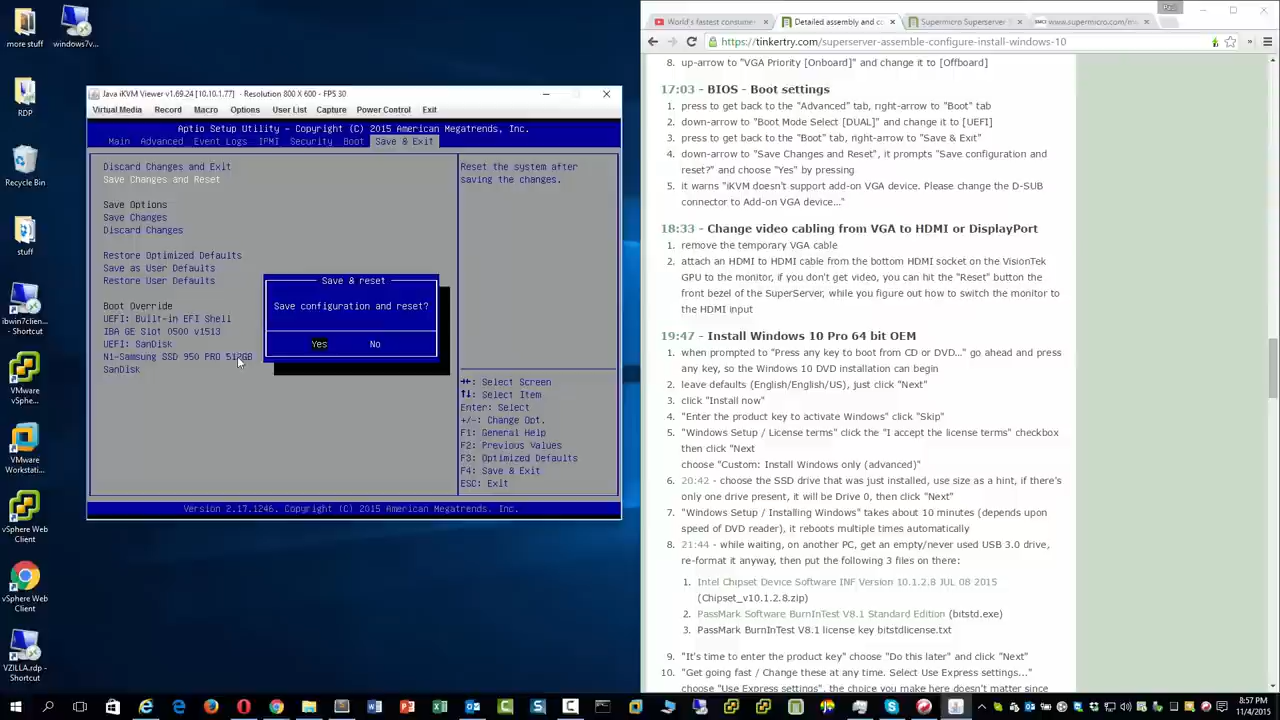 more stuff
windows7v...
RDP
Recycle Bin
stuff
ibwin7clien...
- Shortcut
VMware
vSphe...
VMware
Workstati...
vSphere Web
Client
vSphere Web
Client
VZILLA.rdp -
Shortcut
Java iKVM Viewer v1.69.24 [10.10.1.77] - Resolution 800 X 600 - FPS 30
Virtual Media Record Macro Options User List Capture Power Control Exit
Aptio Setup Utility – Copyright (C) 2015 American Megatrends, Inc.
Main Advanced Event Logs IPMI Security Boot Save & Exit
Discard Changes and Exit
Save Changes and Reset
Save Options
Save Changes
Discard Changes
Restore Optimized Defaults
Save as User Defaults
Restore User Defaults
Boot Override
UEFI: Built-in EFI Shell
IBA GE Slot 0500 v1513
UEFI: SanDisk
N1-Samsung SSD 950 PRO 512GB
SanDisk
Save & reset
Save configuration and reset?
Yes No
Reset the system after
saving the changes.
: Select Screen
: Select Item
Enter: Select
+/-: Change Opt.
F1: General Help
F2: Previous Values
F3: Optimized Defaults
F4: Save & Exit
ESC: Exit
Version 2.17.1246. Copyright (C) 2015 American Megatrends, Inc.
Paul
World's fastest consume
Detailed assembly and co
Supermicro Superserver S
www.supermicro.com/m
https://tinkertry.com/superserver-assemble-configure-install-windows-10
8. up-arrow to "VGA Priority [Onboard]" and change it to [Offboard]
17:03 - BIOS - Boot settings
1. press to get back to the "Advanced" tab, right-arrow to "Boot" tab
2. down-arrow to "Boot Mode Select [DUAL]" and change it to [UEFI]
3. press to get back to the "Boot" tab, right-arrow to "Save & Exit"
4. down-arrow to "Save Changes and Reset", it prompts "Save configuration and
reset?" and choose "Yes" by pressing
5. it warns "iKVM doesn't support add-on VGA device. Please change the D-SUB
connector to Add-on VGA device..."
18:33 - Change video cabling from VGA to HDMI or DisplayPort
1. remove the temporary VGA cable
2. attach an HDMI to HDMI cable from the bottom HDMI socket on the VisionTek
GPU to the monitor, if you don't get video, you can hit the "Reset" button the
front bezel of the SuperServer, while you figure out how to switch the monitor to
the HDMI input
19:47 - Install Windows 10 Pro 64 bit OEM
1. when prompted to "Press any key to boot from CD or DVD..." go ahead and press
any key, so the Windows 10 DVD installation can begin
2. leave defaults (English/English/US), just click "Next"
3. click "Install now"
4. "Enter the product key to activate Windows" click "Skip"
5. "Windows Setup / License terms" click the "I accept the license terms" checkbox
then click "Next
choose "Custom: Install Windows only (advanced)"
6. 20:42 - choose the SSD drive that was just installed, use size as a hint, if there's
only one drive present, it will be Drive 0, then click "Next"
7. "Windows Setup / Installing Windows" takes about 10 minutes (depends upon
speed of DVD reader), it reboots multiple times automatically
8. 21:44 - while waiting, on another PC, get an empty/never used USB 3.0 drive,
re-format it anyway, then put the following 3 files on there:
1. Intel Chipset Device Software INF Version 10.1.2.8 JUL 08 2015
(Chipset_v10.1.2.8.zip)
2. PassMark Software BurnInTest V8.1 Standard Edition (bitstd.exe)
3. PassMark BurnInTest V8.1 license key bitstdlicense.txt
9. "It's time to enter the product key" choose "Do this later" and click "Next"
10. "Get going fast / Change these at any time. Select Use Express settings..."
choose "Use Express settings", the choice you make here doesn't matter since
8:57 PM
11/4/2015